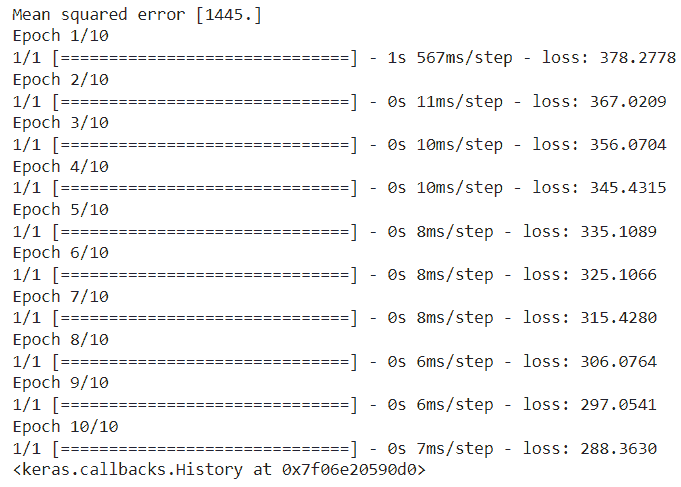 Mean squared error [1445.]
Epoch 1/10
1/1 [==============================] - 1s 567ms/step - loss: 378.2778
Epoch 2/10
1/1 [==============================] - 0s 11ms/step - loss: 367.0209
Epoch 3/10
1/1 [==============================] - 0s 10ms/step - loss: 356.0704
Epoch 4/10
1/1 [==============================] - 0s 10ms/step - loss: 345.4315
Epoch 5/10
1/1 [==============================] - 0s 8ms/step - loss: 335.1089
Epoch 6/10
1/1 [==============================] - 0s 8ms/step - loss: 325.1066
Epoch 7/10
1/1 [==============================] - 0s 8ms/step - loss: 315.4280
Epoch 8/10
1/1 [==============================] - 0s 6ms/step - loss: 306.0764
Epoch 9/10
1/1 [==============================] - 0s 6ms/step - loss: 297.0541
Epoch 10/10
1/1 [==============================] - 0s 7ms/step - loss: 288.3630
<keras.callbacks.History at 0x7f06e20590d0>